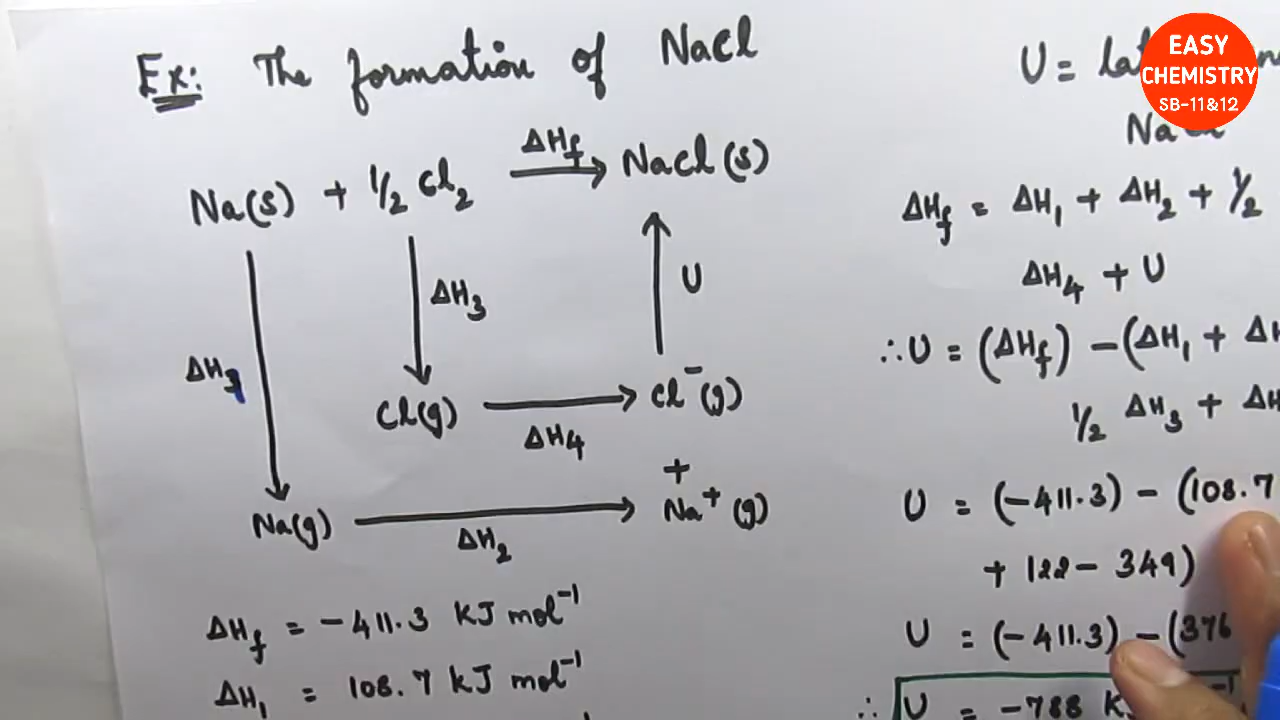 Ex: The formation of NaCl
Na(s) + 1/2 Cl₂ ΔHf NaCl(s)
ΔH₃
U
ΔH₃
Cl(g) ΔH₄ Cl⁻(g)
+
Na(g) ΔH₂ Na⁺(g)
ΔHf = -411.3 KJ mol⁻¹
ΔH₁ = 108.7 KJ mol⁻¹
EASY
CHEMISTRY
SB-11&12
U =
ΔHf = ΔH₁ + ΔH₂ + 1/2
ΔH₄ + U
∴ U = (ΔHf) - (ΔH₁ +
1/2 ΔH₃ +
U = (-411.3) - (108.7
+ 122 - 349)
U = (-411.3) - (376
∴ U = -788